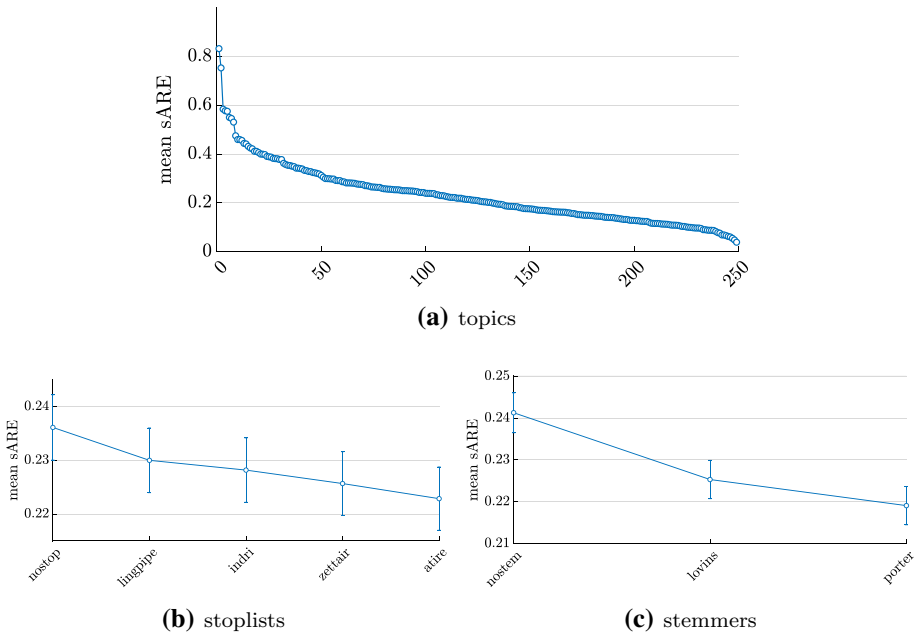 mean sARE
0.8
0.6
0.4
0.2
0
0 50 100 150 200 250
(a) topics
mean sARE
0.24
0.23
0.22
nostop lingpipe indri zettair atire
(b) stoplists
mean sARE
0.25
0.24
0.23
0.22
0.21
nostem lovins porter
(c) stemmers